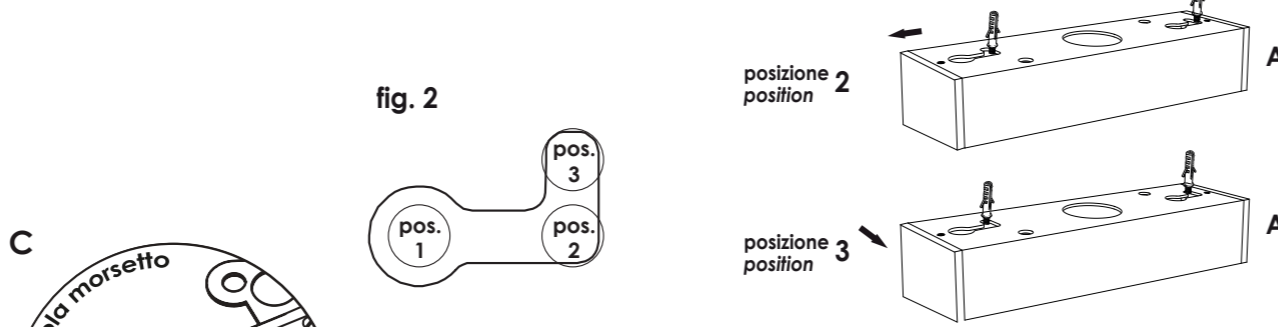 fig. 2
pos.
3
pos.
1
pos.
2
C
morsetto
posizione 2
position
A
posizione 3
position
A